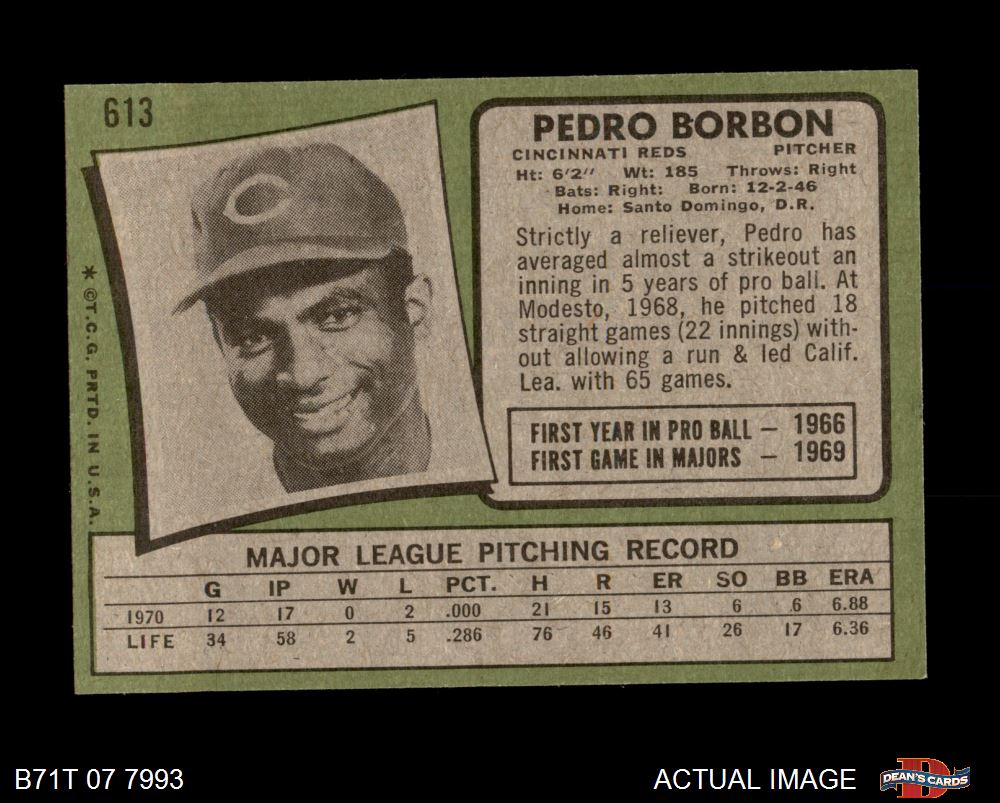 613
PEDRO BORBON
CINCINNATI REDS PITCHER
Ht: 6'2" Wt: 185 Throws: Right
Bats: Right: Born: 12-2-46
Home: Santo Domingo, D.R.
Strictly a reliever, Pedro has
averaged almost a strikeout an
inning in 5 years of pro ball. At
Modesto, 1968, he pitched 18
straight games (22 innings) with-
out allowing a run & led Calif.
Lea. with 65 games.
FIRST YEAR IN PRO BALL — 1966
FIRST GAME IN MAJORS — 1969
* ©T.C.G. PRTD. IN U.S.A.
MAJOR LEAGUE PITCHING RECORD
G IP W L PCT. H R ER SO BB ERA
1970 12 17 0 2 .000 21 15 13 6 6 6.88
LIFE 34 58 2 5 .286 76 46 41 26 17 6.36
B71T 07 7993
ACTUAL IMAGE
DEAN'S CARDS